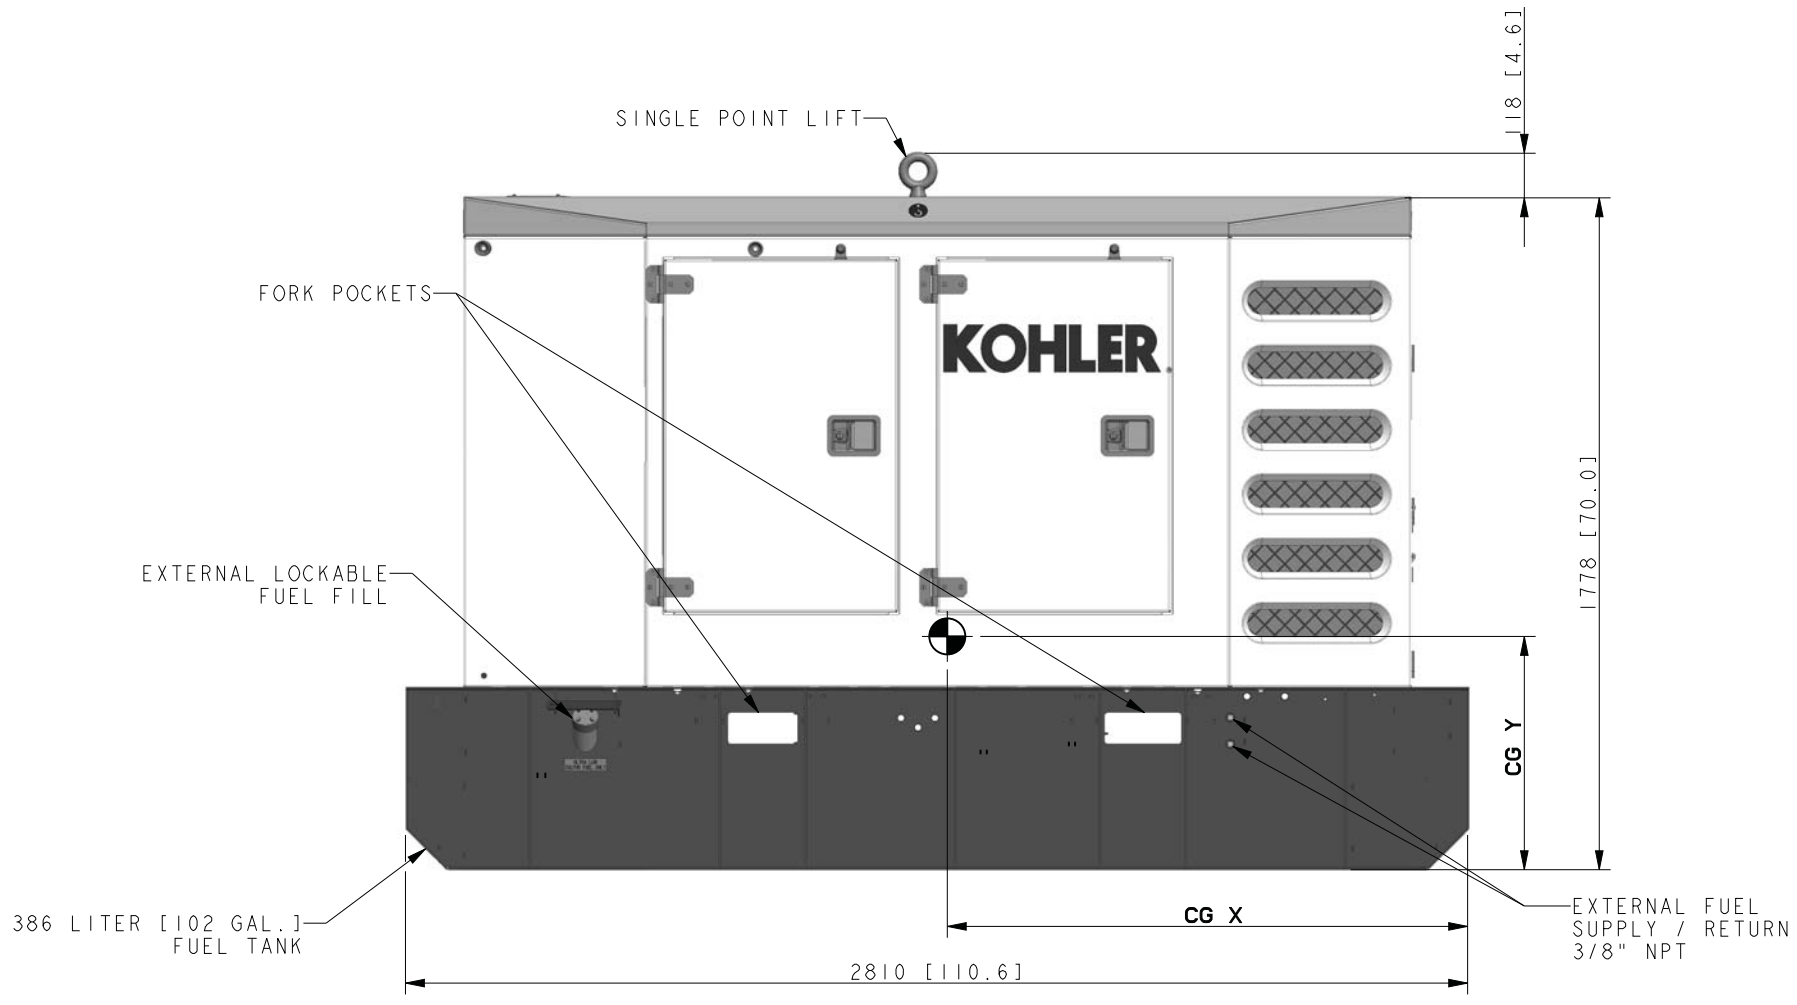 118 [4.6]
SINGLE POINT LIFT
FORK POCKETS
KOHLER
1778 [70.0]
EXTERNAL LOCKABLE
FUEL FILL
CG Y
386 LITER [102 GAL.]
FUEL TANK
CG X
EXTERNAL FUEL
SUPPLY / RETURN
3/8" NPT
2810 [110.6]